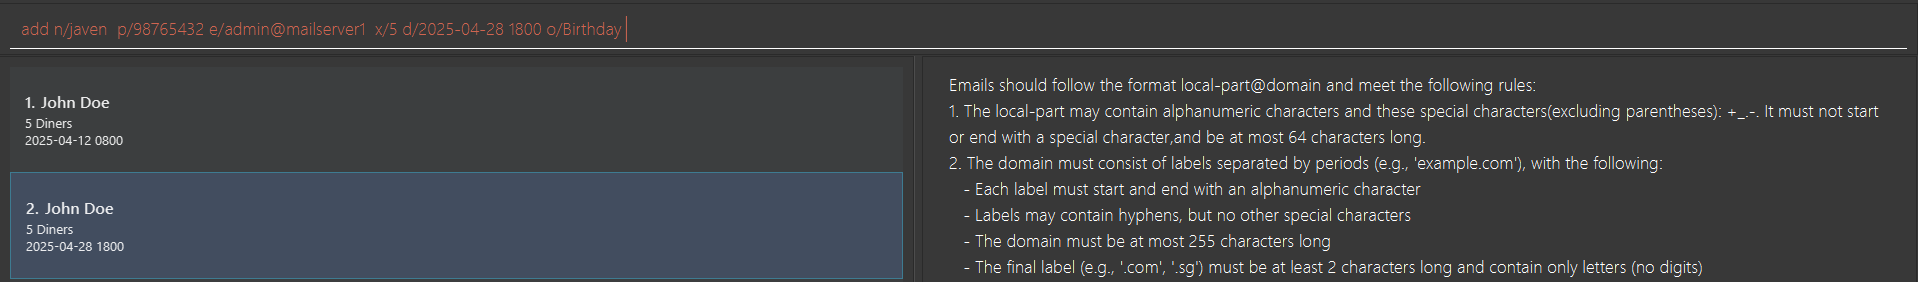 add n/javen  p/98765432 e/admin@mailserver1  x/5 d/2025-04-28 1800 o/Birthday
1. John Doe
5 Diners
2025-04-12 0800
2. John Doe
5 Diners
2025-04-28 1800
Emails should follow the format local-part@domain and meet the following rules:
1. The local-part may contain alphanumeric characters and these special characters(excluding parentheses): +_.-. It must not start
or end with a special character,and be at most 64 characters long.
2. The domain must consist of labels separated by periods (e.g., 'example.com'), with the following:
- Each label must start and end with an alphanumeric character
- Labels may contain hyphens, but no other special characters
- The domain must be at most 255 characters long
- The final label (e.g., '.com', '.sg') must be at least 2 characters long and contain only letters (no digits)